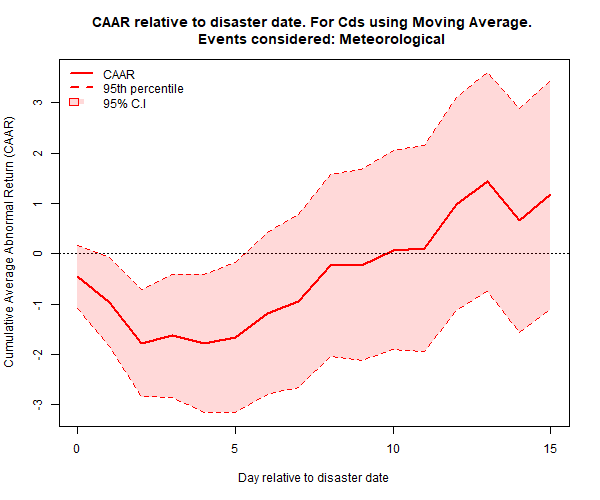 CAAR relative to disaster date. For Cds using Moving Average.
Events considered: Meteorological
CAAR
95th percentile
95% C.I
Cumulative Average Abnormal Return (CAAR)
3
2
1
0
-1
-2
-3
0 5 10 15
Day relative to disaster date